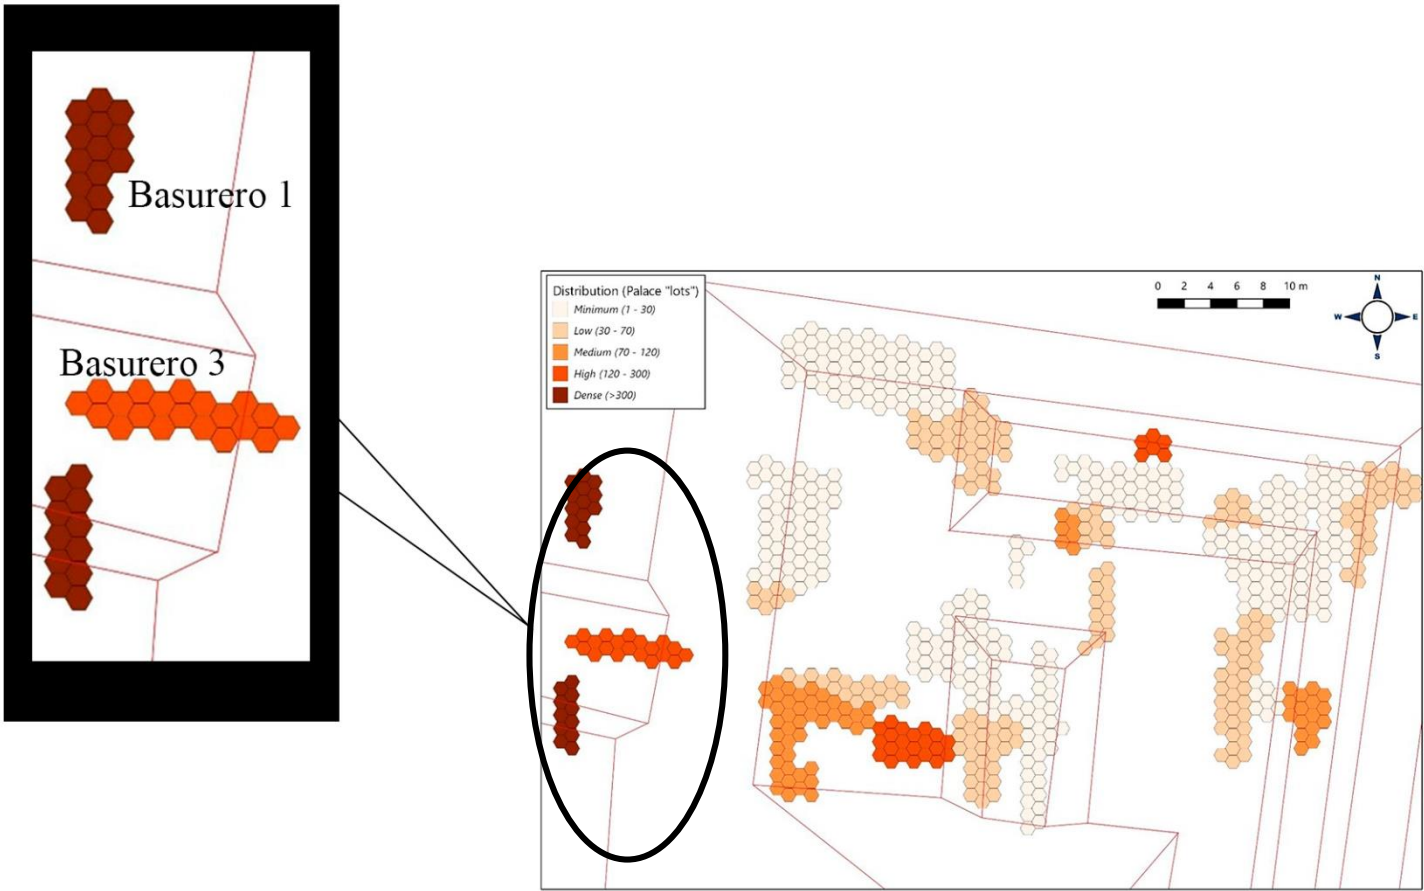 Basurero 1
Basurero 3
Distribution (Palace "lots")
Minimum (1 - 30)
Low (30 - 70)
Medium (70 - 120)
High (120 - 300)
Dense (>300)
0 2 4 6 8 10 m
N
W E
S